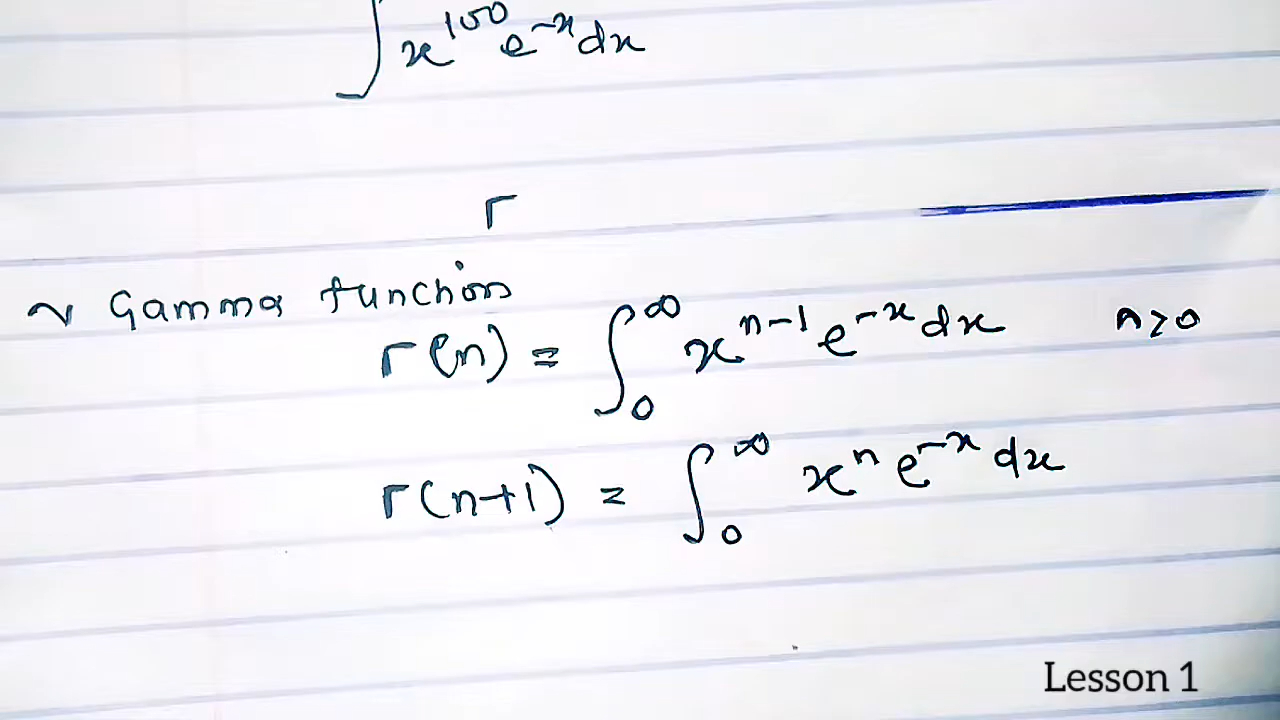 ∫ x^100 e^-x dx
Γ
~ Gamma function
Γ(n) = ∫_0^∞ x^n-1 e^-x dx n>0
Γ(n+1) = ∫_0^∞ x^n e^-x dx
Lesson 1